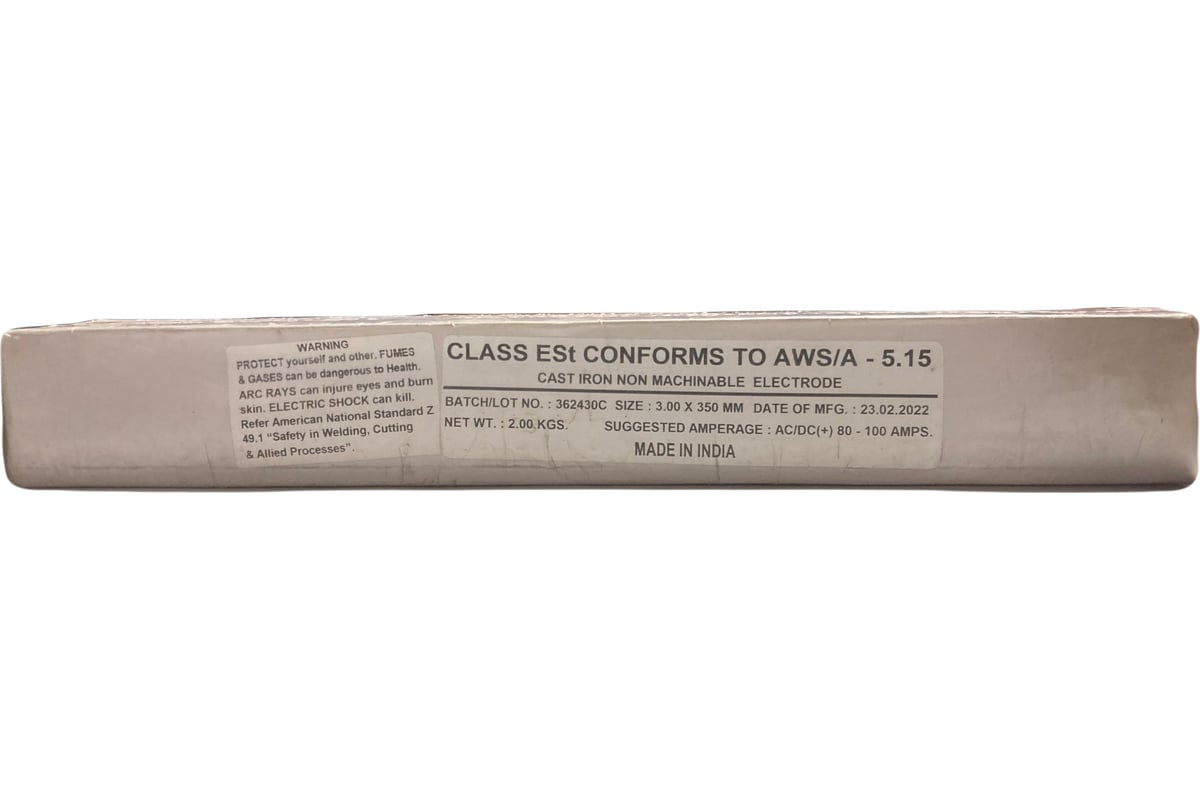 WARNING
PROTECT yourself and other. FUMES
& GASES can be dangerous to Health.
ARC RAYS can injure eyes and burn
skin. ELECTRIC SHOCK can kill.
Refer American National Standard Z
49.1 “Safety in Welding, Cutting
& Allied Processes”.
CLASS ESt CONFORMS TO AWS/A - 5.15
CAST IRON NON MACHINABLE ELECTRODE
BATCH/LOT NO. : 362430C SIZE : 3.00 X 350 MM DATE OF MFG. : 23.02.2022
NET WT. : 2.00 KGS. SUGGESTED AMPERAGE : AC/DC(+) 80 - 100 AMPS.
MADE IN INDIA